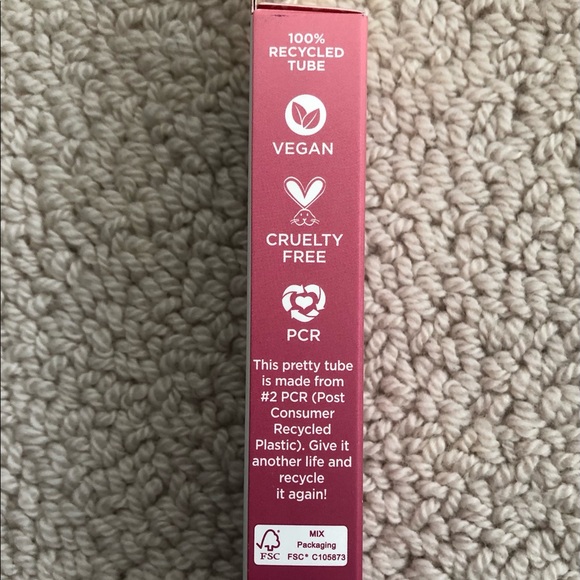 100%
RECYCLED
TUBE
VEGAN
CRUELTY
FREE
PCR
This pretty tube
is made from
#2 PCR (Post
Consumer
Recycled
Plastic). Give it
another life and
recycle
it again!
MIX
Packaging
FSC® C105873
FSC